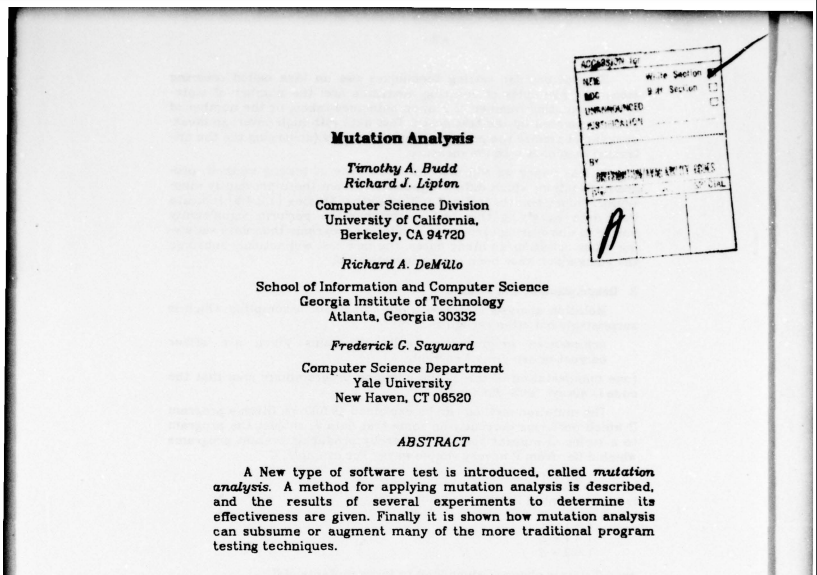 ACCESSION for
NTIS White Section
DDC Buff Section
UNANNOUNCED
JUSTIFICATION
BY
DISTRIBUTION/AVAILABILITY CODES
SPECIAL
A
Mutation Analysis
Timothy A. Budd
Richard J. Lipton
Computer Science Division
University of California,
Berkeley, CA 94720
Richard A. DeMillo
School of Information and Computer Science
Georgia Institute of Technology
Atlanta, Georgia 30332
Frederick G. Sayward
Computer Science Department
Yale University
New Haven, CT 06520
ABSTRACT
A New type of software test is introduced, called mutation
analysis. A method for applying mutation analysis is described,
and the results of several experiments to determine its
effectiveness are given. Finally it is shown how mutation analysis
can subsume or augment many of the more traditional program
testing techniques.